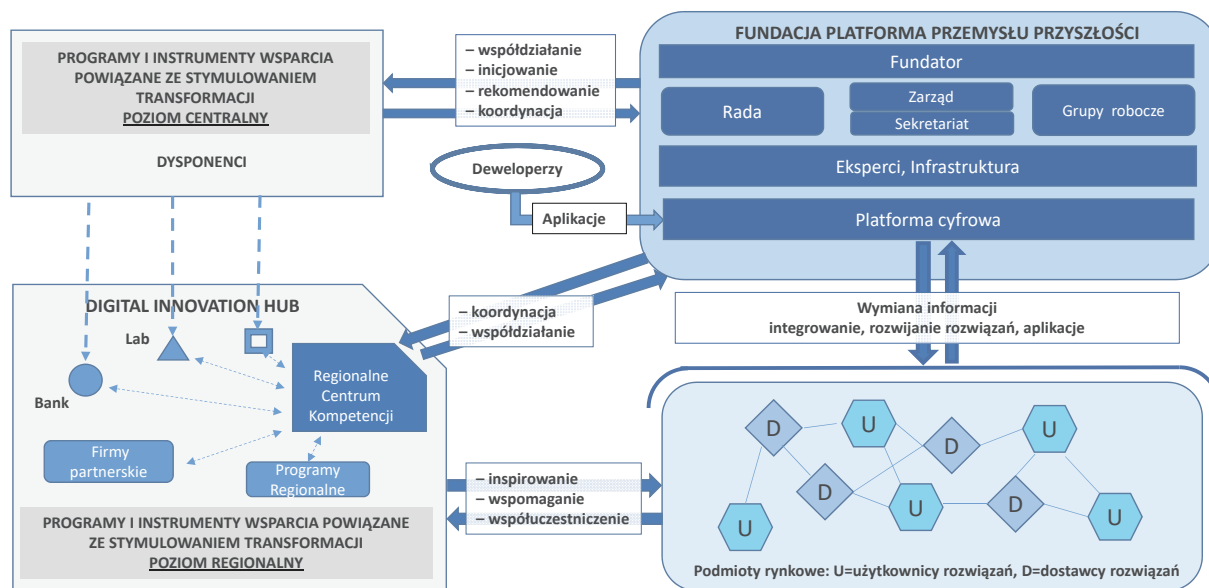 PROGRAMY I INSTRUMENTY WSPARCIA
POWIĄZANE ZE STYMULOWANIEM
TRANSFORMACJI
POZIOM CENTRALNY
DYSPONENCI
– współdziałanie
– inicjowanie
– rekomendowanie
– koordynacja
FUNDACJA PLATFORMA PRZEMYSŁU PRZYSZŁOŚCI
Fundator
Rada
Zarząd
Sekretariat
Grupy robocze
Eksperci, Infrastruktura
Platforma cyfrowa
Deweloperzy
Aplikacje
DIGITAL INNOVATION HUB
Lab
Bank
Regionalne
Centrum
Kompetencji
Firmy
partnerskie
Programy
Regionalne
PROGRAMY I INSTRUMENTY WSPARCIA POWIĄZANE
ZE STYMULOWANIEM TRANSFORMACJI
POZIOM REGIONALNY
– koordynacja
– współdziałanie
Wymiana informacji
integrowanie, rozwijanie rozwiązań, aplikacje
– inspirowanie
– wspomaganie
– współuczestniczenie
D
U
D
U
D
U
U
D
U
Podmioty rynkowe: U=użytkownicy rozwiązań, D=dostawcy rozwiązań